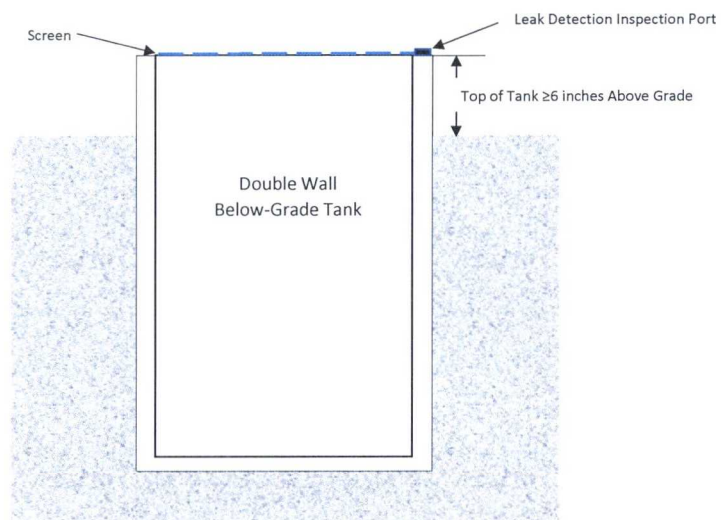 Leak Detection Inspection Port
Screen
Top of Tank ≥6 inches Above Grade
Double Wall
Below-Grade Tank